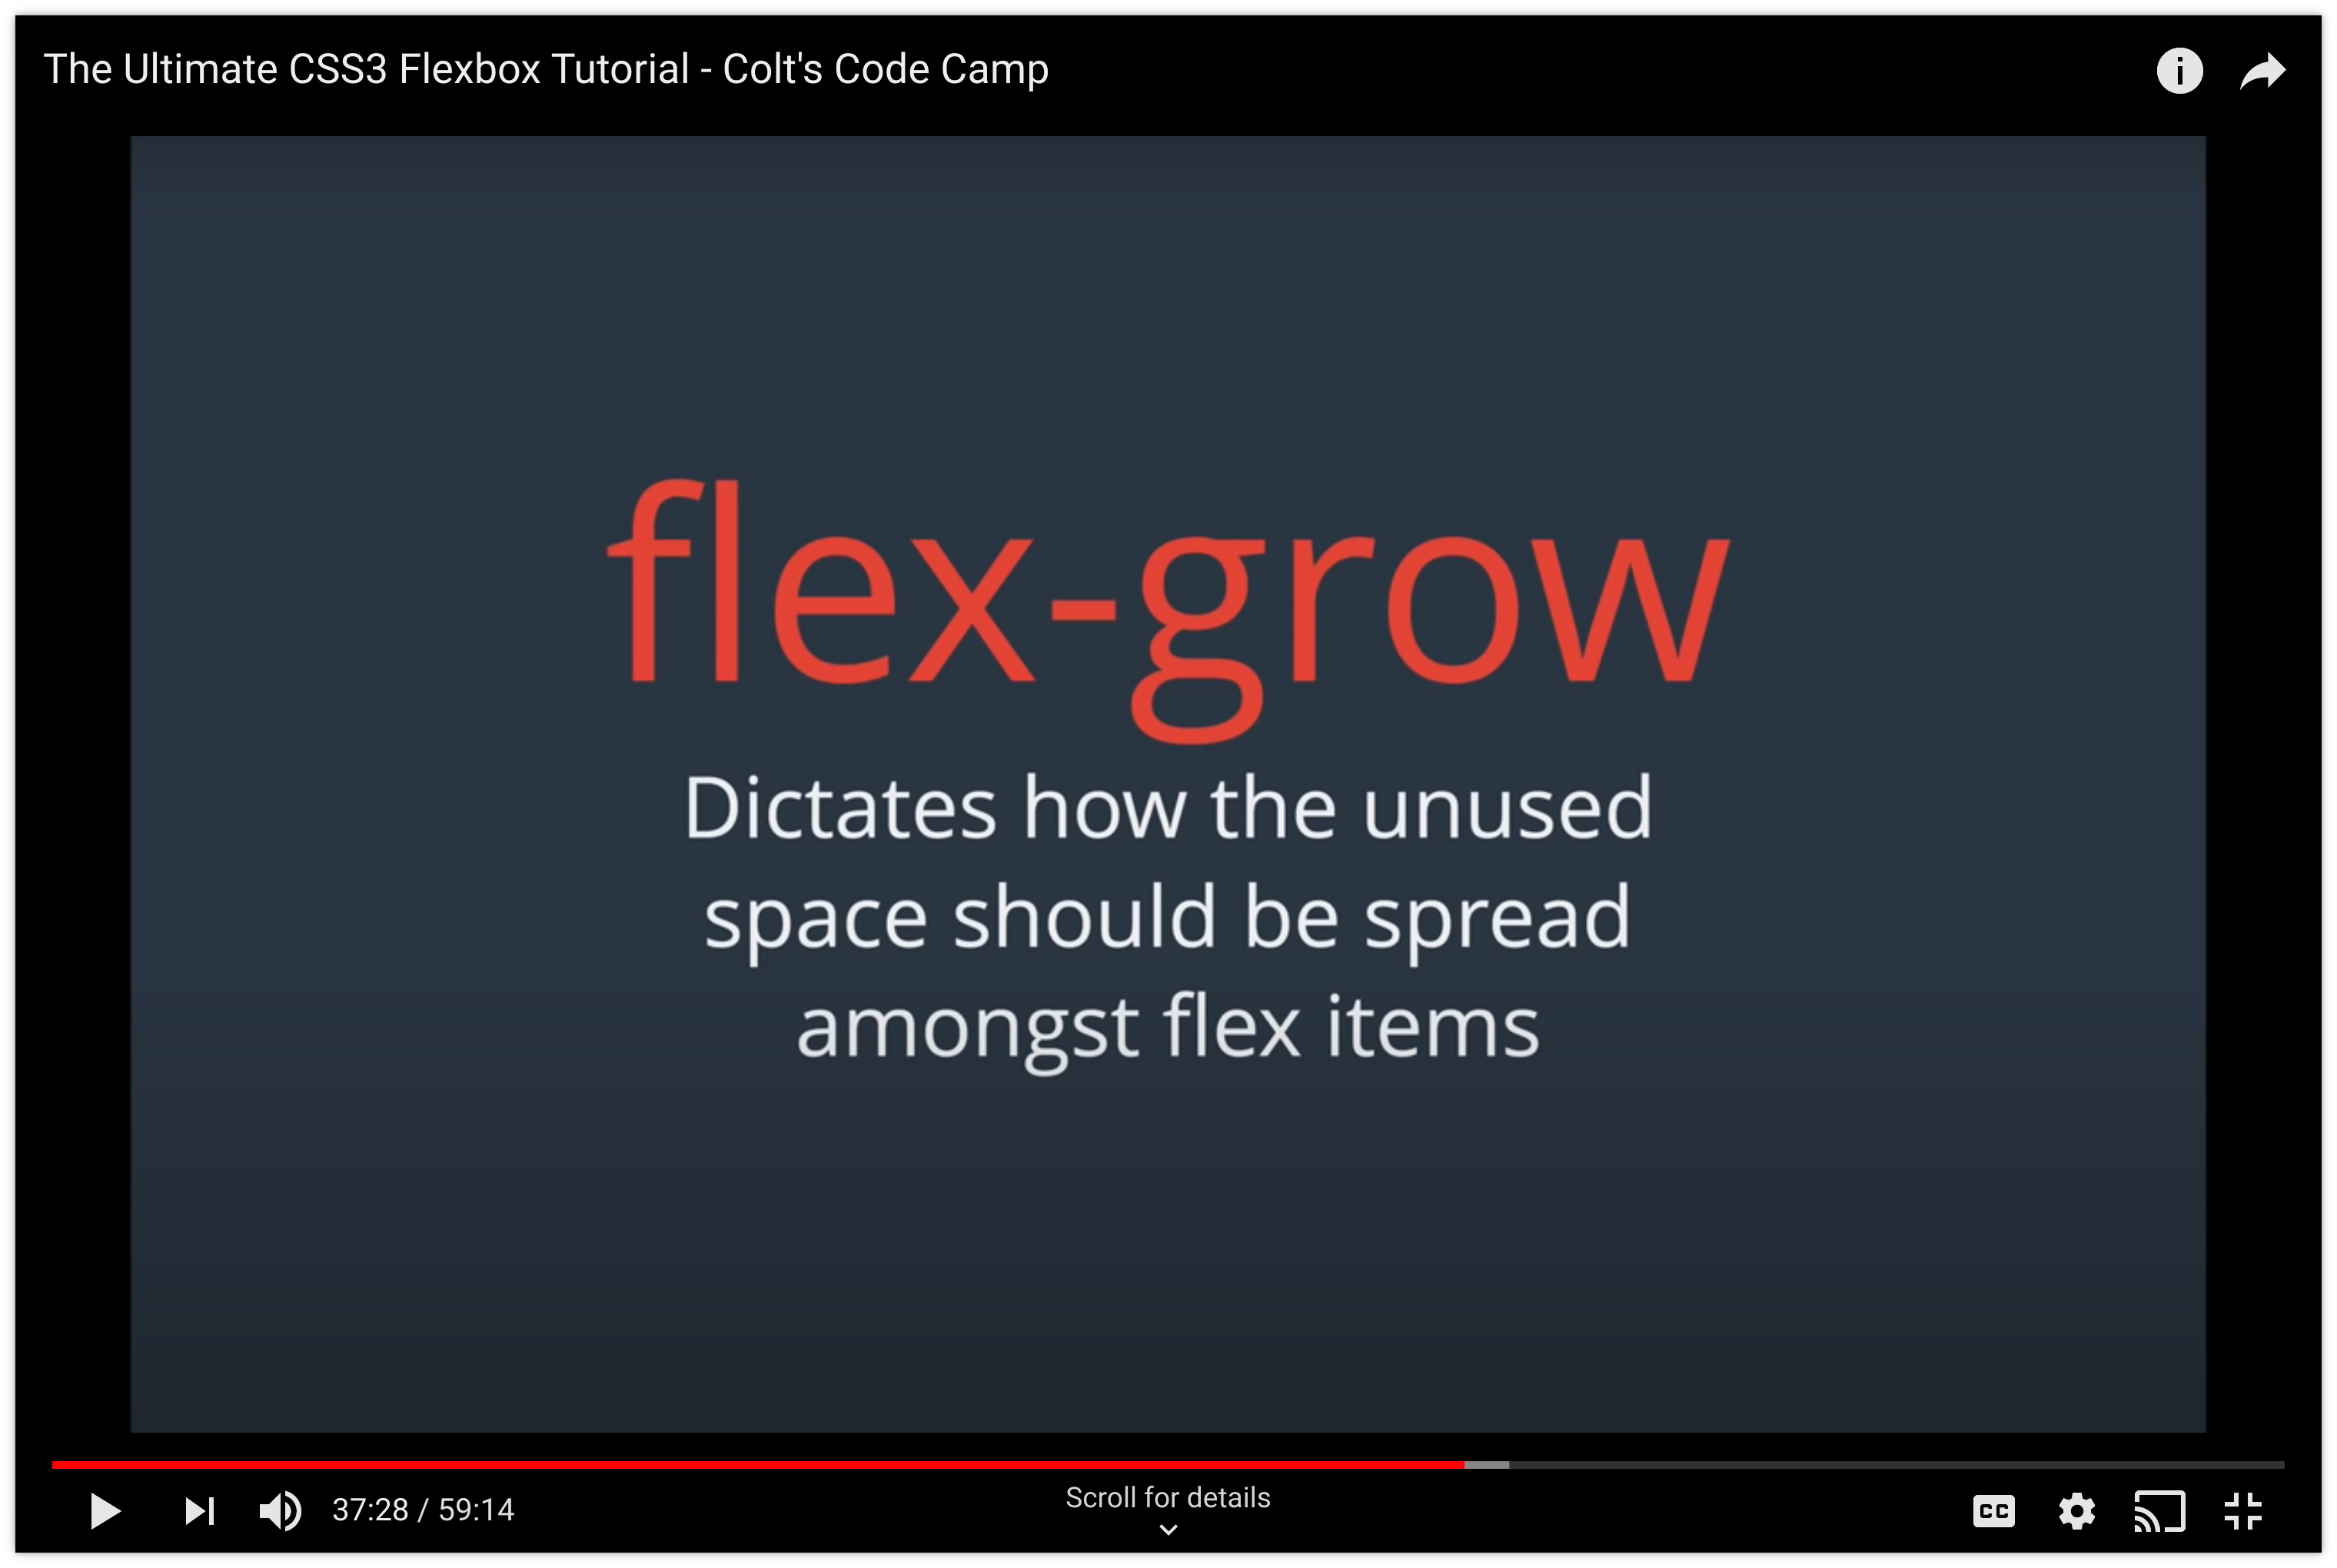 The Ultimate CSS3 Flexbox Tutorial - Colt's Code Camp
flex-grow
Dictates how the unused
space should be spread
amongst flex items
37:28 / 59:14
Scroll for details
CC